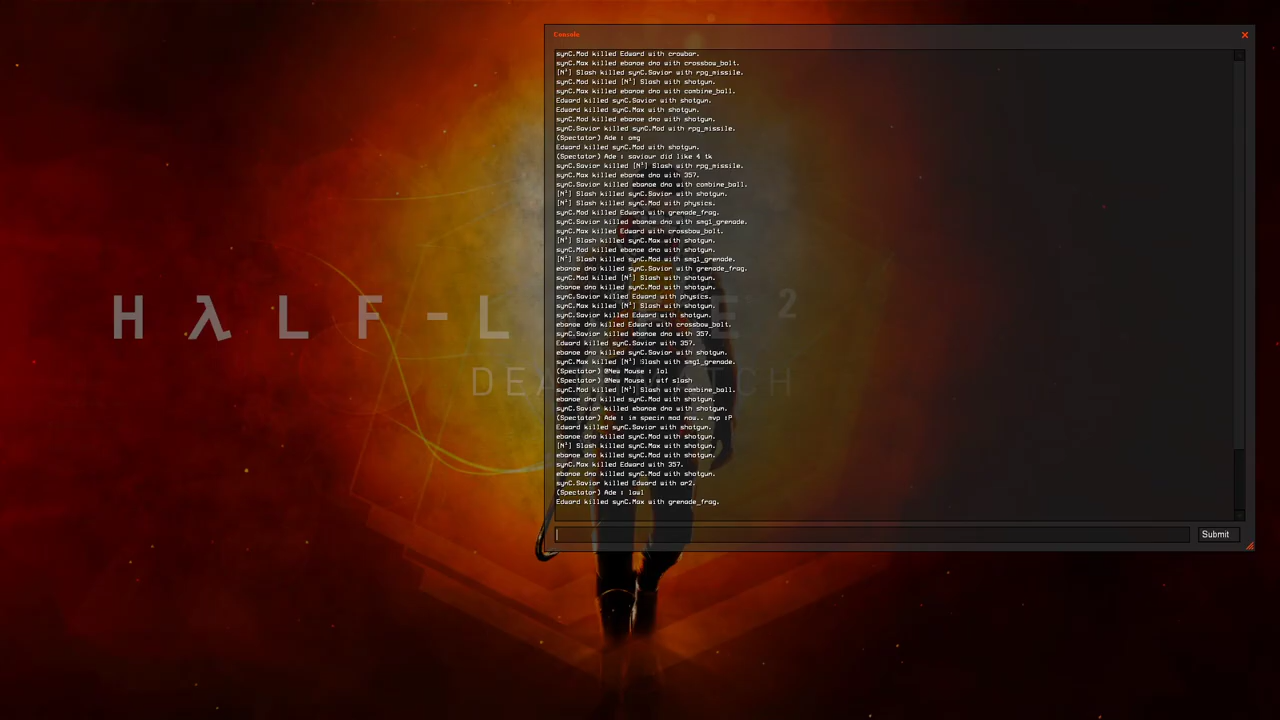 Console
synC.Mod killed Edward with crowbar.
synC.Max killed ebanoe dno with crossbow_bolt.
[N¹] Slash killed synC.Savior with rpg_missile.
synC.Mod killed [N¹] Slash with shotgun.
synC.Max killed ebanoe dno with combine_ball.
Edward killed synC.Savior with shotgun.
Edward killed synC.Max with shotgun.
synC.Mod killed ebanoe dno with shotgun.
synC.Savior killed synC.Mod with rpg_missile.
(Spectator) Ade : omg
Edward killed synC.Mod with shotgun.
(Spectator) Ade : saviour did like 4 tk
synC.Savior killed [N¹] Slash with rpg_missile.
synC.Max killed ebanoe dno with 357.
synC.Savior killed ebanoe dno with combine_ball.
[N¹] Slash killed synC.Savior with shotgun.
[N¹] Slash killed synC.Mod with physics.
synC.Mod killed Edward with grenade_frag.
synC.Savior killed ebanoe dno with smg1_grenade.
synC.Max killed Edward with crossbow_bolt.
[N¹] Slash killed synC.Max with shotgun.
synC.Mod killed ebanoe dno with shotgun.
[N¹] Slash killed synC.Mod with smg1_grenade.
ebanoe dno killed synC.Savior with grenade_frag.
synC.Mod killed [N¹] Slash with shotgun.
ebanoe dno killed synC.Mod with shotgun.
synC.Savior killed Edward with physics.
synC.Max killed [N¹] Slash with shotgun.
synC.Savior killed Edward with shotgun.
ebanoe dno killed Edward with crossbow_bolt.
synC.Savior killed ebanoe dno with 357.
Edward killed synC.Savior with 357.
ebanoe dno killed synC.Savior with shotgun.
synC.Max killed [N¹] Slash with smg1_grenade.
(Spectator) @New Mouse : lol
(Spectator) @New Mouse : wtf slash
synC.Mod killed [N¹] Slash with combine_ball.
ebanoe dno killed synC.Mod with shotgun.
synC.Savior killed ebanoe dno with shotgun.
(Spectator) Ade : im specin mod now.. mvp :P
Edward killed synC.Savior with shotgun.
ebanoe dno killed synC.Mod with shotgun.
[N¹] Slash killed synC.Max with shotgun.
ebanoe dno killed synC.Mod with shotgun.
synC.Max killed Edward with 357.
ebanoe dno killed synC.Mod with shotgun.
synC.Savior killed Edward with ar2.
(Spectator) Ade : lowl
Edward killed synC.Max with grenade_frag.
Submit
HλLF-LIFE²
DEATHMATCH